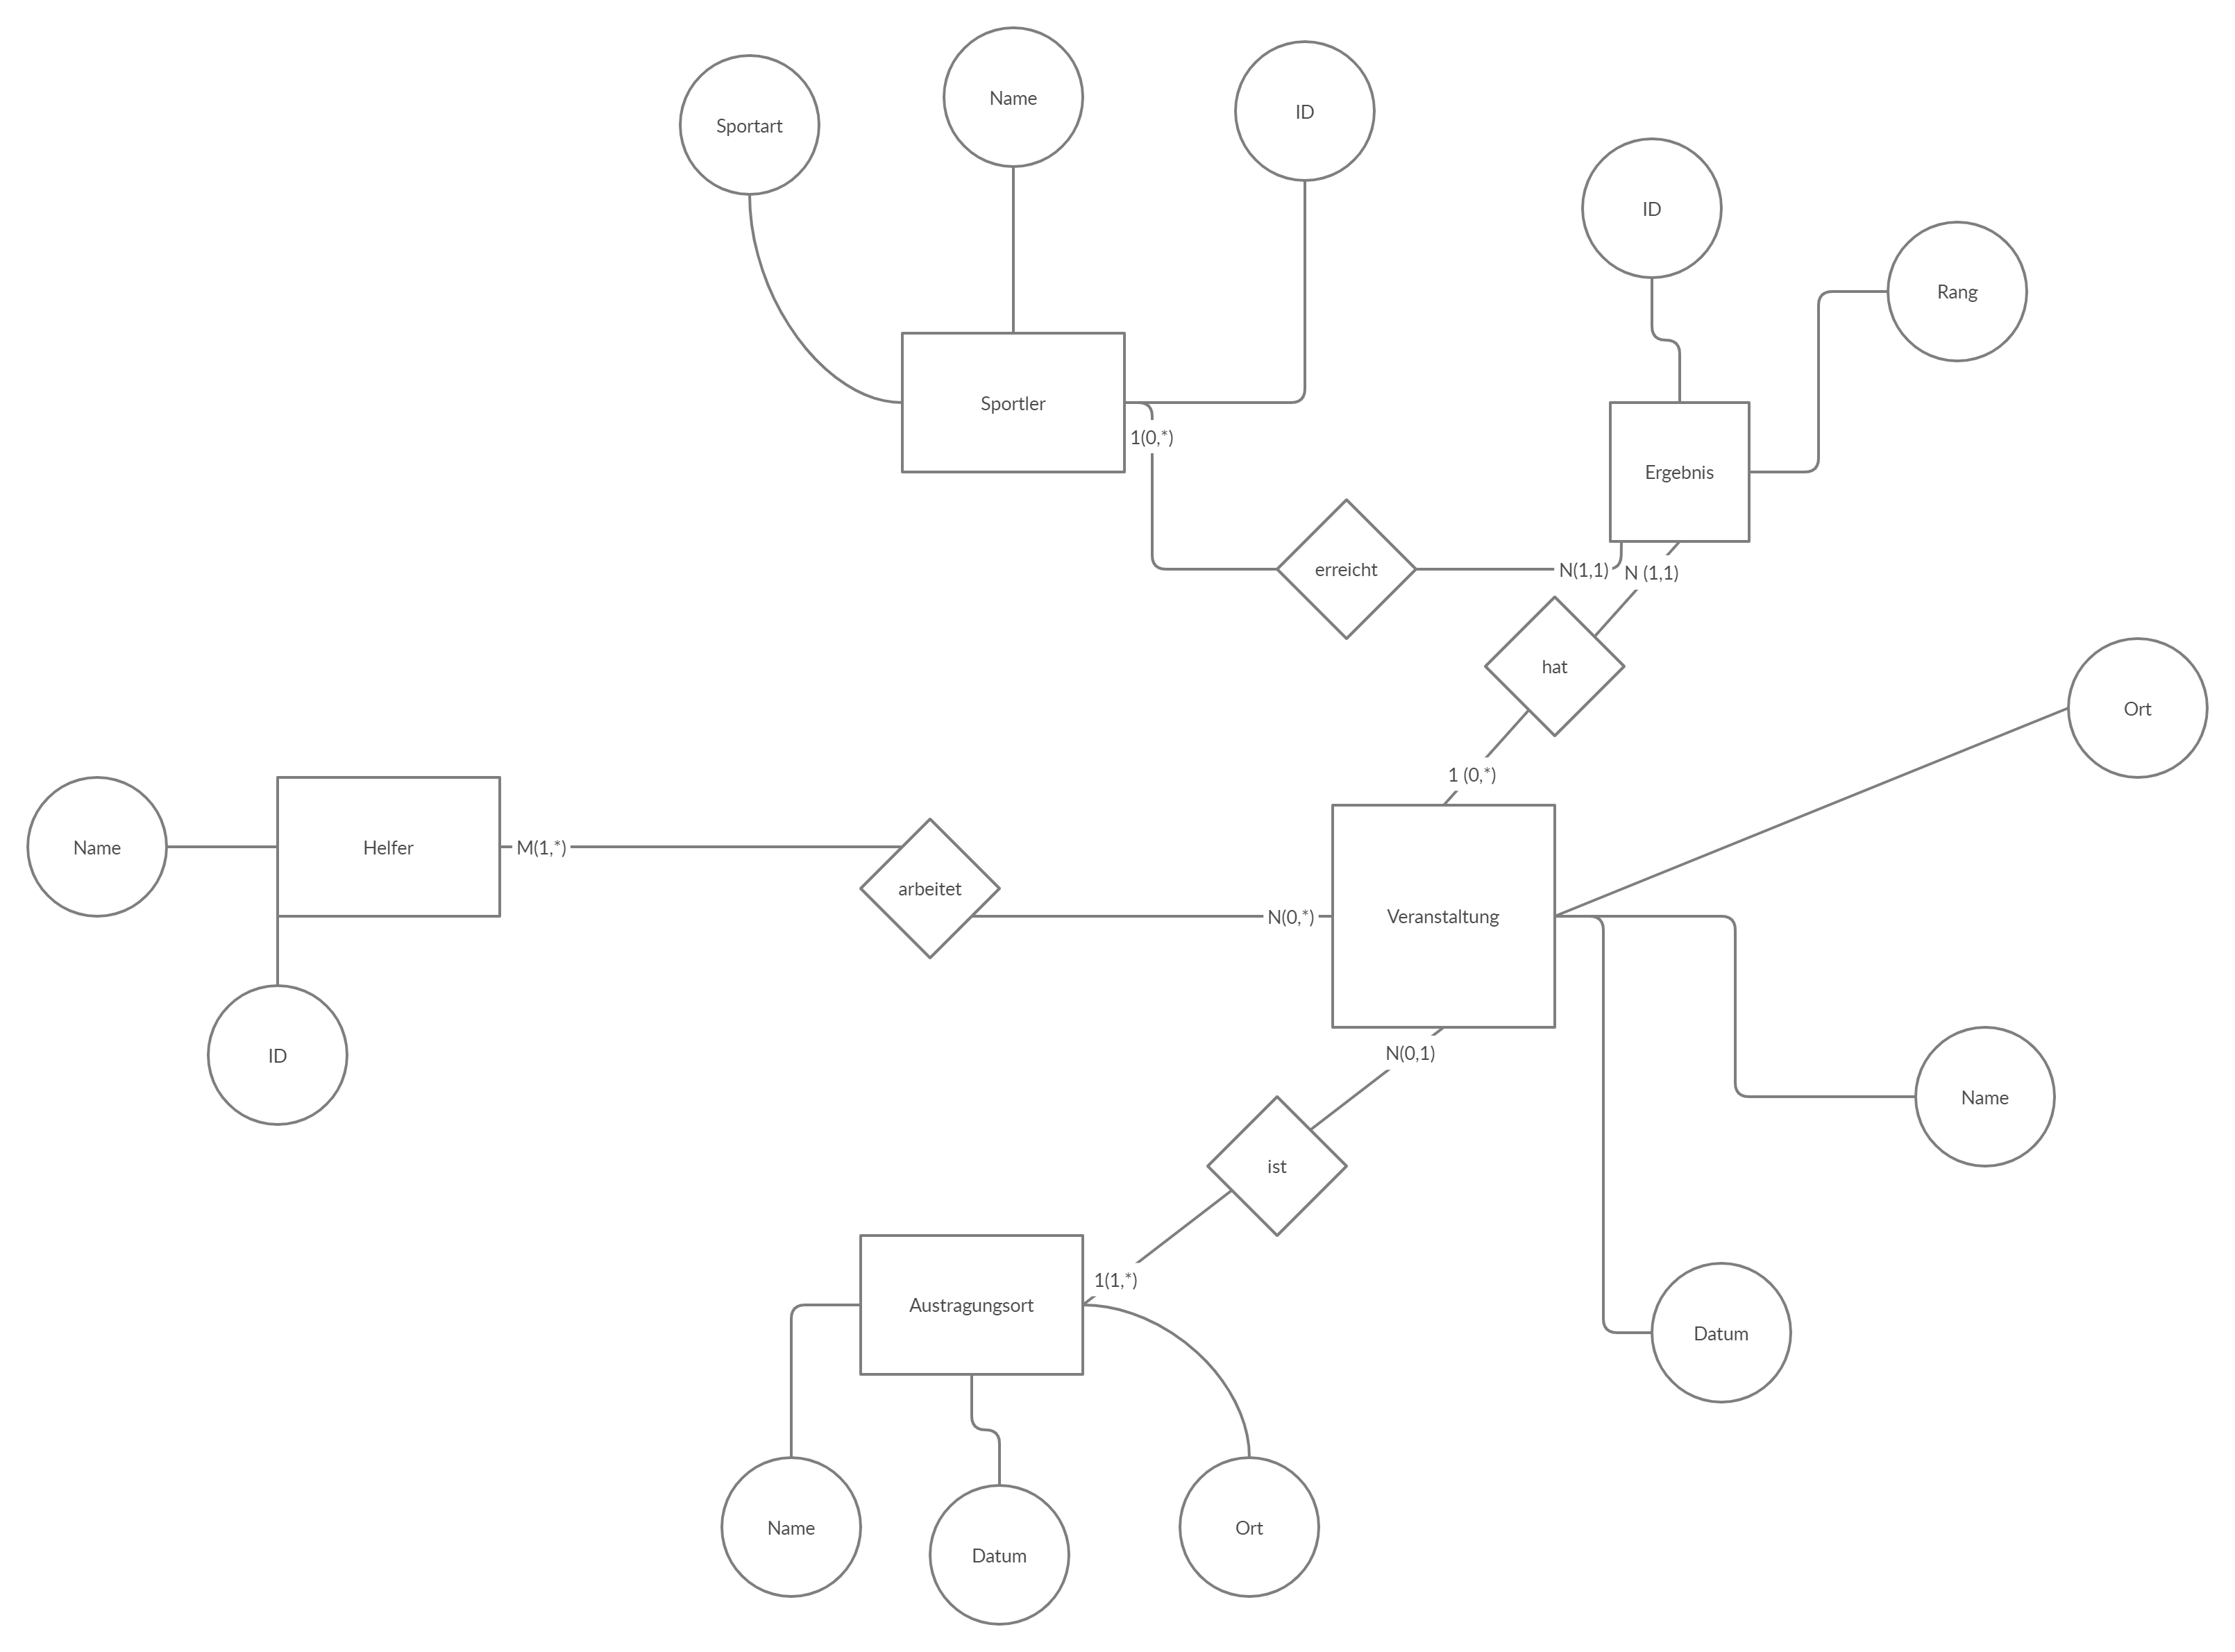 Name
ID
Sportart
ID
Rang
Sportler
1(0,*)
Ergebnis
erreicht
N(1,1)
N (1,1)
hat
Ort
1 (0,*)
Name
Helfer
M(1,*)
arbeitet
N(0,*)
Veranstaltung
ID
N(0,1)
Name
ist
1(1,*)
Austragungsort
Datum
Name
Datum
Ort